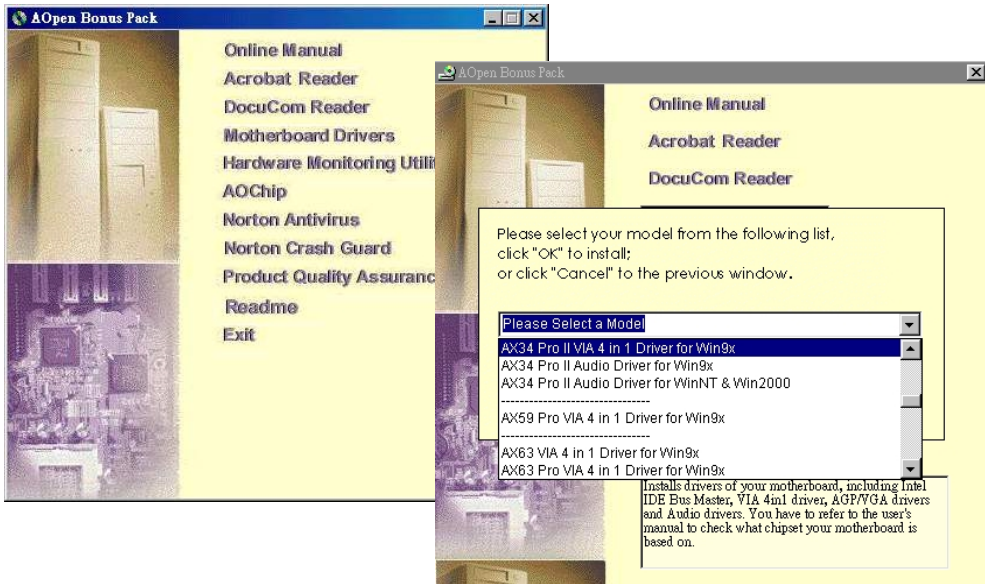 AOpen Bonus Pack
Online Manual
Acrobat Reader
DocuCom Reader
Motherboard Drivers
Hardware Monitoring Utilit
AOChip
Norton Antivirus
Norton Crash Guard
Product Quality Assuranc
Readme
Exit
AOpen Bonus Pack
Online Manual
Acrobat Reader
DocuCom Reader
Please select your model from the following list,
click "OK" to install;
or click "Cancel" to the previous window.
Please Select a Model
AX34 Pro II VIA 4 in 1 Driver for Win9x
AX34 Pro II Audio Driver for Win9x
AX34 Pro II Audio Driver for WinNT & Win2000
--------------------------------
AX59 Pro VIA 4 in 1 Driver for Win9x
--------------------------------
AX63 VIA 4 in 1 Driver for Win9x
AX63 Pro VIA 4 in 1 Driver for Win9x
Installs drivers of your motherboard, including Intel
IDE Bus Master, VIA 4in1 driver, AGP/VGA drivers
and Audio drivers. You have to refer to the user's
manual to check what chipset your motherboard is
based on.